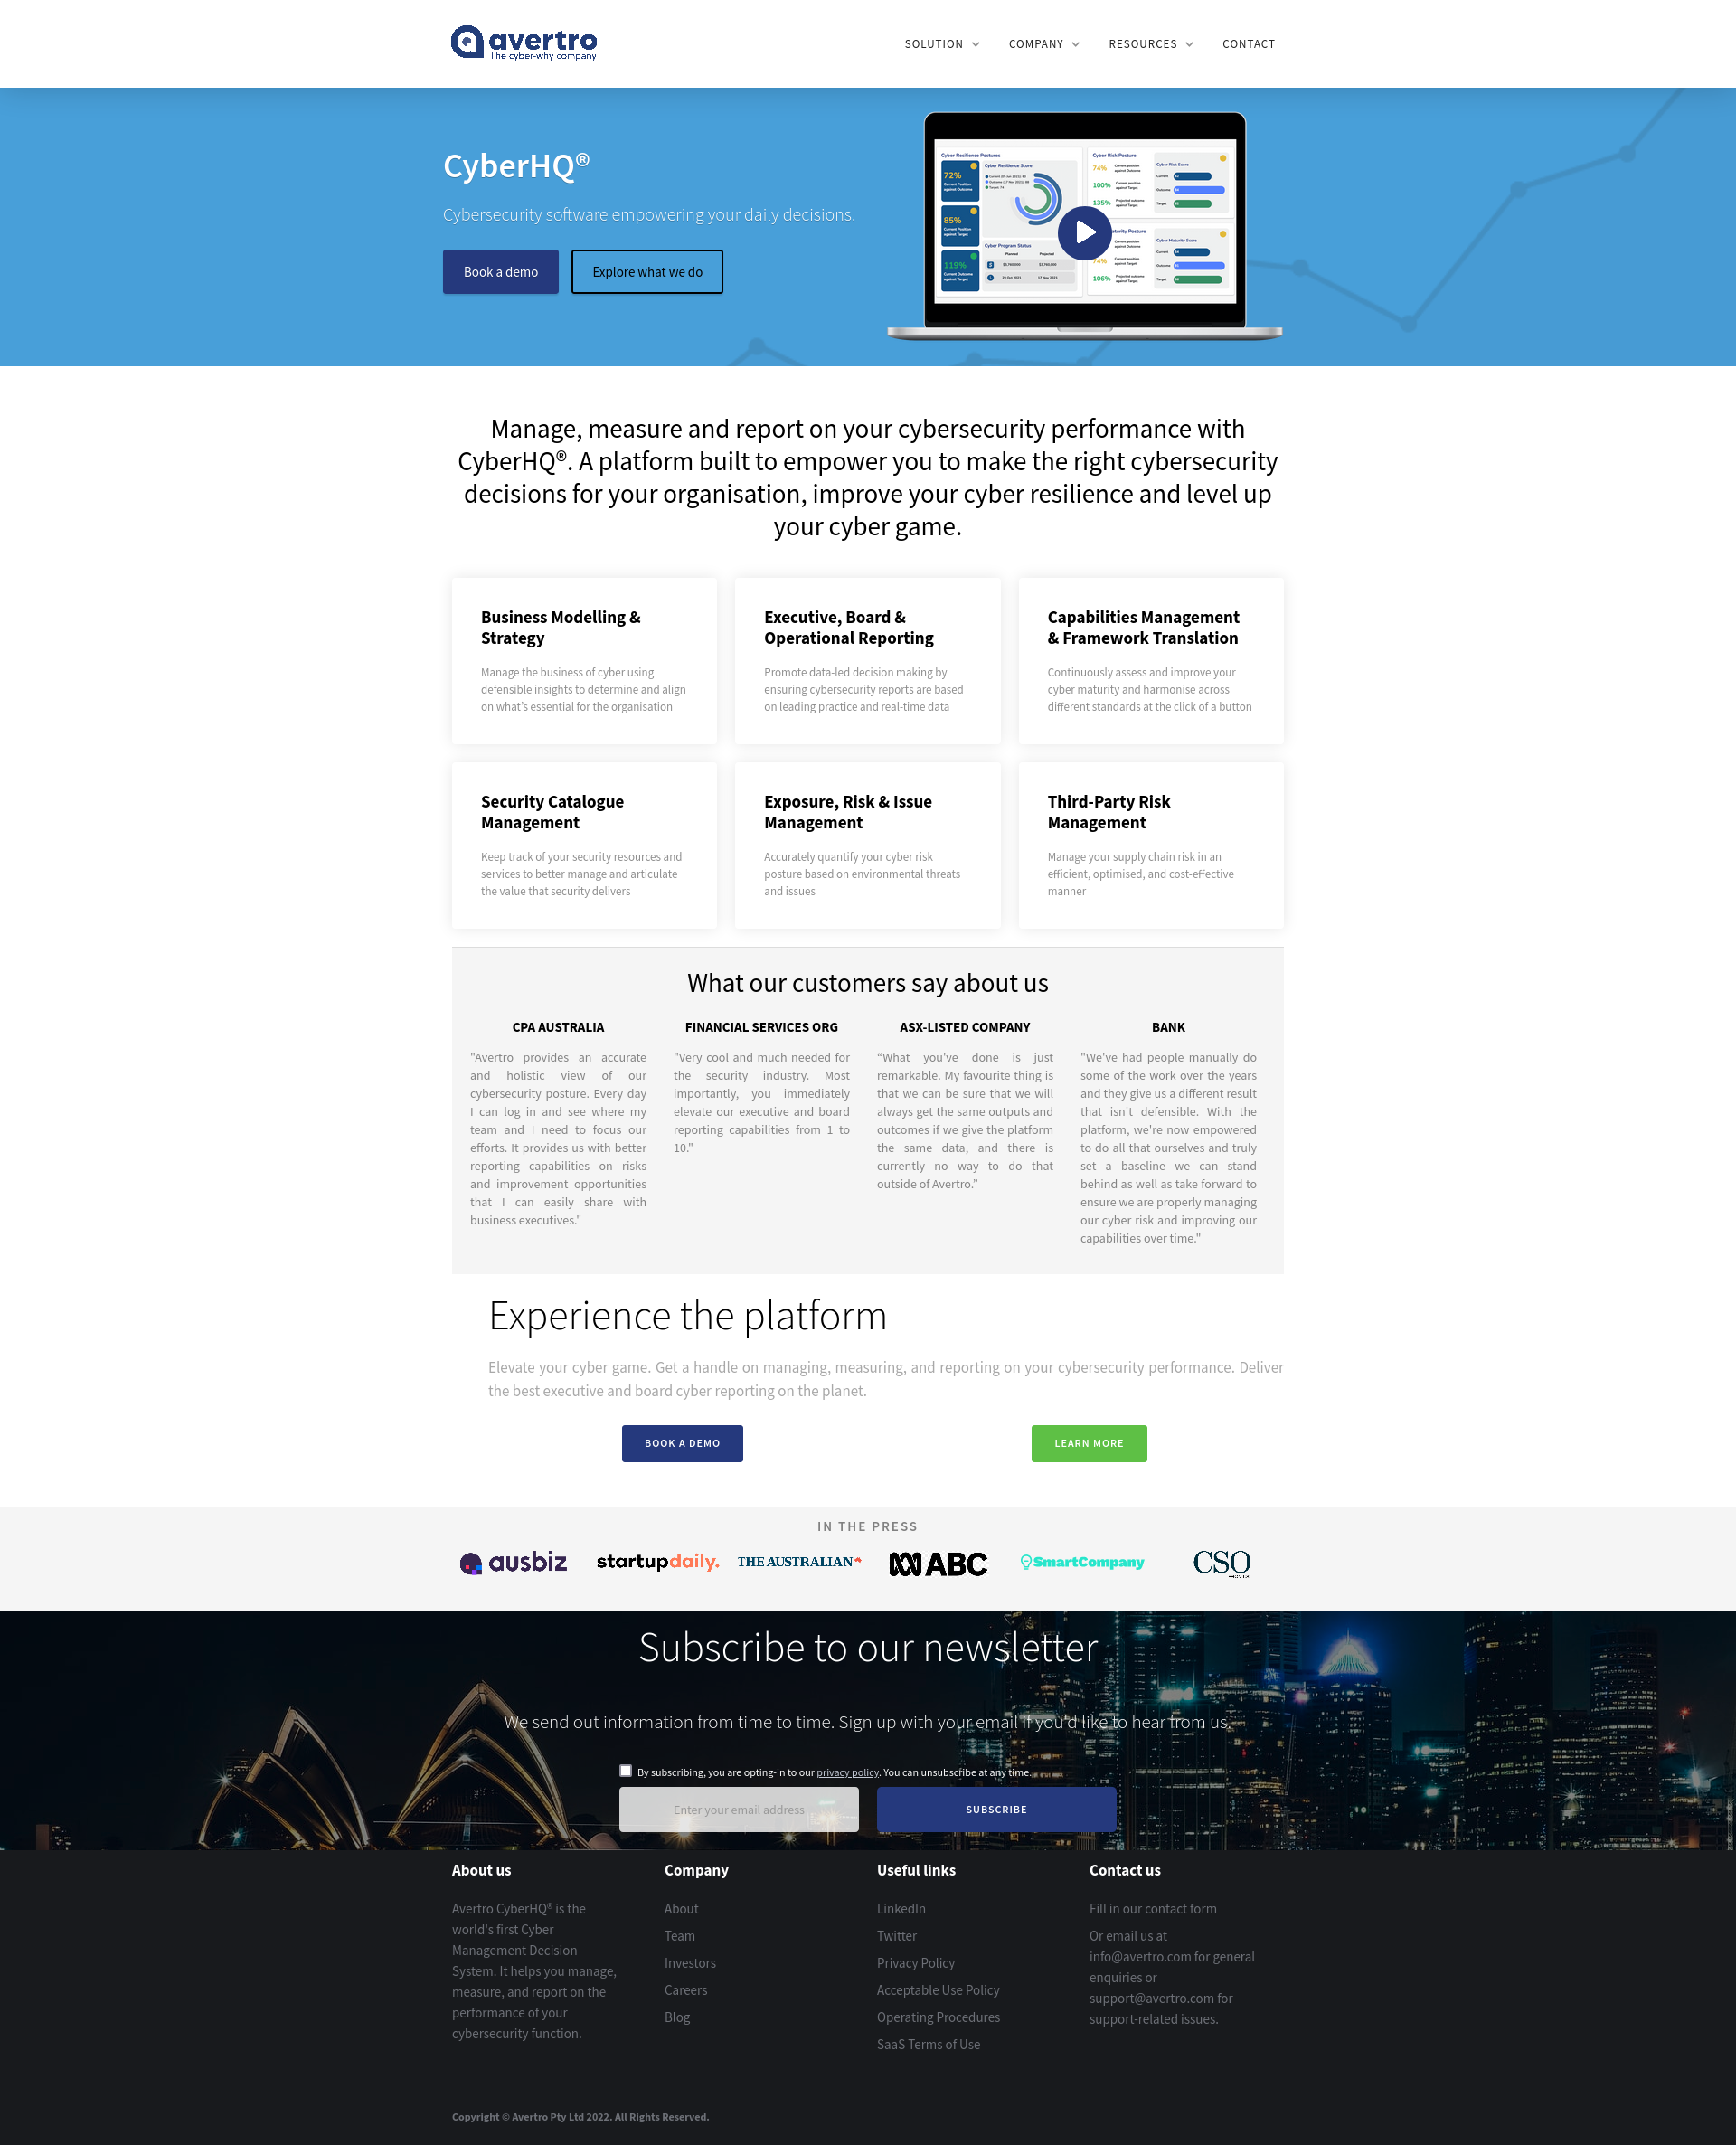 avertro
The cyber-why company
SOLUTION
COMPANY
RESOURCES
CONTACT
CyberHQ®
Cybersecurity software empowering your daily decisions.
Book a demo
Explore what we do
Cyber Resilience Postures
Cyber Resilience Score
Cyber Risk Posture
Cyber Risk Score
72%
74%
100%
135%
85%
Cyber Program Status
Cyber Maturity Score
119%
74%
106%
Manage, measure and report on your cybersecurity performance with
CyberHQ®. A platform built to empower you to make the right cybersecurity
decisions for your organisation, improve your cyber resilience and level up
your cyber game.
Business Modelling &
Strategy
Manage the business of cyber using
defensible insights to determine and align
on what's essential for the organisation
Executive, Board &
Operational Reporting
Promote data-led decision making by
ensuring cybersecurity reports are based
on leading practice and real-time data
Capabilities Management
& Framework Translation
Continuously assess and improve your
cyber maturity and harmonise across
different standards at the click of a button
Security Catalogue
Management
Keep track of your security resources and
services to better manage and articulate
the value that security delivers
Exposure, Risk & Issue
Management
Accurately quantify your cyber risk
posture based on environmental threats
and issues
Third-Party Risk
Management
Manage your supply chain risk in an
efficient, optimised, and cost-effective
manner
What our customers say about us
CPA AUSTRALIA
"Avertro provides an accurate
and holistic view of our
cybersecurity posture. Every day
I can log in and see where my
team and I need to focus our
efforts. It provides us with better
reporting capabilities on risks
and improvement opportunities
that I can easily share with
business executives."
FINANCIAL SERVICES ORG
"Very cool and much needed for
the security industry. Most
importantly, you immediately
elevate our executive and board
reporting capabilities from 1 to
10."
ASX-LISTED COMPANY
“What you've done is just
remarkable. My favourite thing is
that we can be sure that we will
always get the same outputs and
outcomes if we give the platform
the same data, and there is
currently no way to do that
outside of Avertro."
BANK
"We've had people manually do
some of the work over the years
and they give us a different result
that isn't defensible. With the
platform, we're now empowered
to do all that ourselves and truly
set a baseline we can stand
behind as well as take forward to
ensure we are properly managing
our cyber risk and improving our
capabilities over time."
Experience the platform
Elevate your cyber game. Get a handle on managing, measuring, and reporting on your cybersecurity performance. Deliver
the best executive and board cyber reporting on the planet.
BOOK A DEMO
LEARN MORE
IN THE PRESS
ausbiz
startupdaily.
THE AUSTRALIAN
ABC
SmartCompany
CSO
Subscribe to our newsletter
We send out information from time to time. Sign up with your email if you'd like to hear from us.
By subscribing, you are opting-in to our privacy policy. You can unsubscribe at any time.
Enter your email address
SUBSCRIBE
About us
Avertro CyberHQ® is the
world's first Cyber
Management Decision
System. It helps you manage,
measure, and report on the
performance of your
cybersecurity function.
Company
About
Team
Investors
Careers
Blog
Useful links
LinkedIn
Twitter
Privacy Policy
Acceptable Use Policy
Operating Procedures
SaaS Terms of Use
Contact us
Fill in our contact form
Or email us at
info@avertro.com for general
enquiries or
support@avertro.com for
support-related issues.
Copyright © Avertro Pty Ltd 2022. All Rights Reserved.